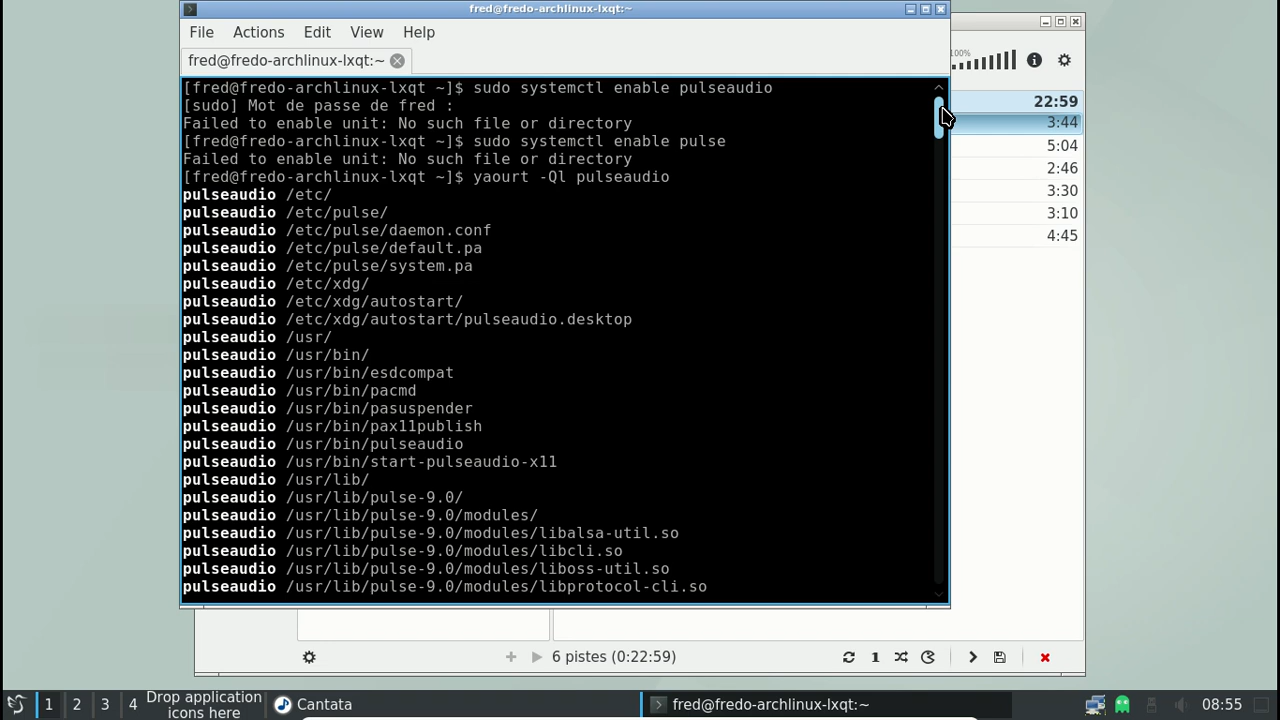 fred@fredo-archlinux-lxqt:~
File Actions Edit View Help
fred@fredo-archlinux-lxqt:~
[fred@fredo-archlinux-lxqt ~]$ sudo systemctl enable pulseaudio
[sudo] Mot de passe de fred :
Failed to enable unit: No such file or directory
[fred@fredo-archlinux-lxqt ~]$ sudo systemctl enable pulse
Failed to enable unit: No such file or directory
[fred@fredo-archlinux-lxqt ~]$ yaourt -Ql pulseaudio
pulseaudio /etc/
pulseaudio /etc/pulse/
pulseaudio /etc/pulse/daemon.conf
pulseaudio /etc/pulse/default.pa
pulseaudio /etc/pulse/system.pa
pulseaudio /etc/xdg/
pulseaudio /etc/xdg/autostart/
pulseaudio /etc/xdg/autostart/pulseaudio.desktop
pulseaudio /usr/
pulseaudio /usr/bin/
pulseaudio /usr/bin/esdcompat
pulseaudio /usr/bin/pacmd
pulseaudio /usr/bin/pasuspender
pulseaudio /usr/bin/pax11publish
pulseaudio /usr/bin/pulseaudio
pulseaudio /usr/bin/start-pulseaudio-x11
pulseaudio /usr/lib/
pulseaudio /usr/lib/pulse-9.0/
pulseaudio /usr/lib/pulse-9.0/modules/
pulseaudio /usr/lib/pulse-9.0/modules/libalsa-util.so
pulseaudio /usr/lib/pulse-9.0/modules/libcli.so
pulseaudio /usr/lib/pulse-9.0/modules/liboss-util.so
pulseaudio /usr/lib/pulse-9.0/modules/libprotocol-cli.so
100%
22:59
3:44
5:04
2:46
3:30
3:10
4:45
6 pistes (0:22:59)
1
1 2 3 4
Drop application
icons here
Cantata
fred@fredo-archlinux-lxqt:~
08:55